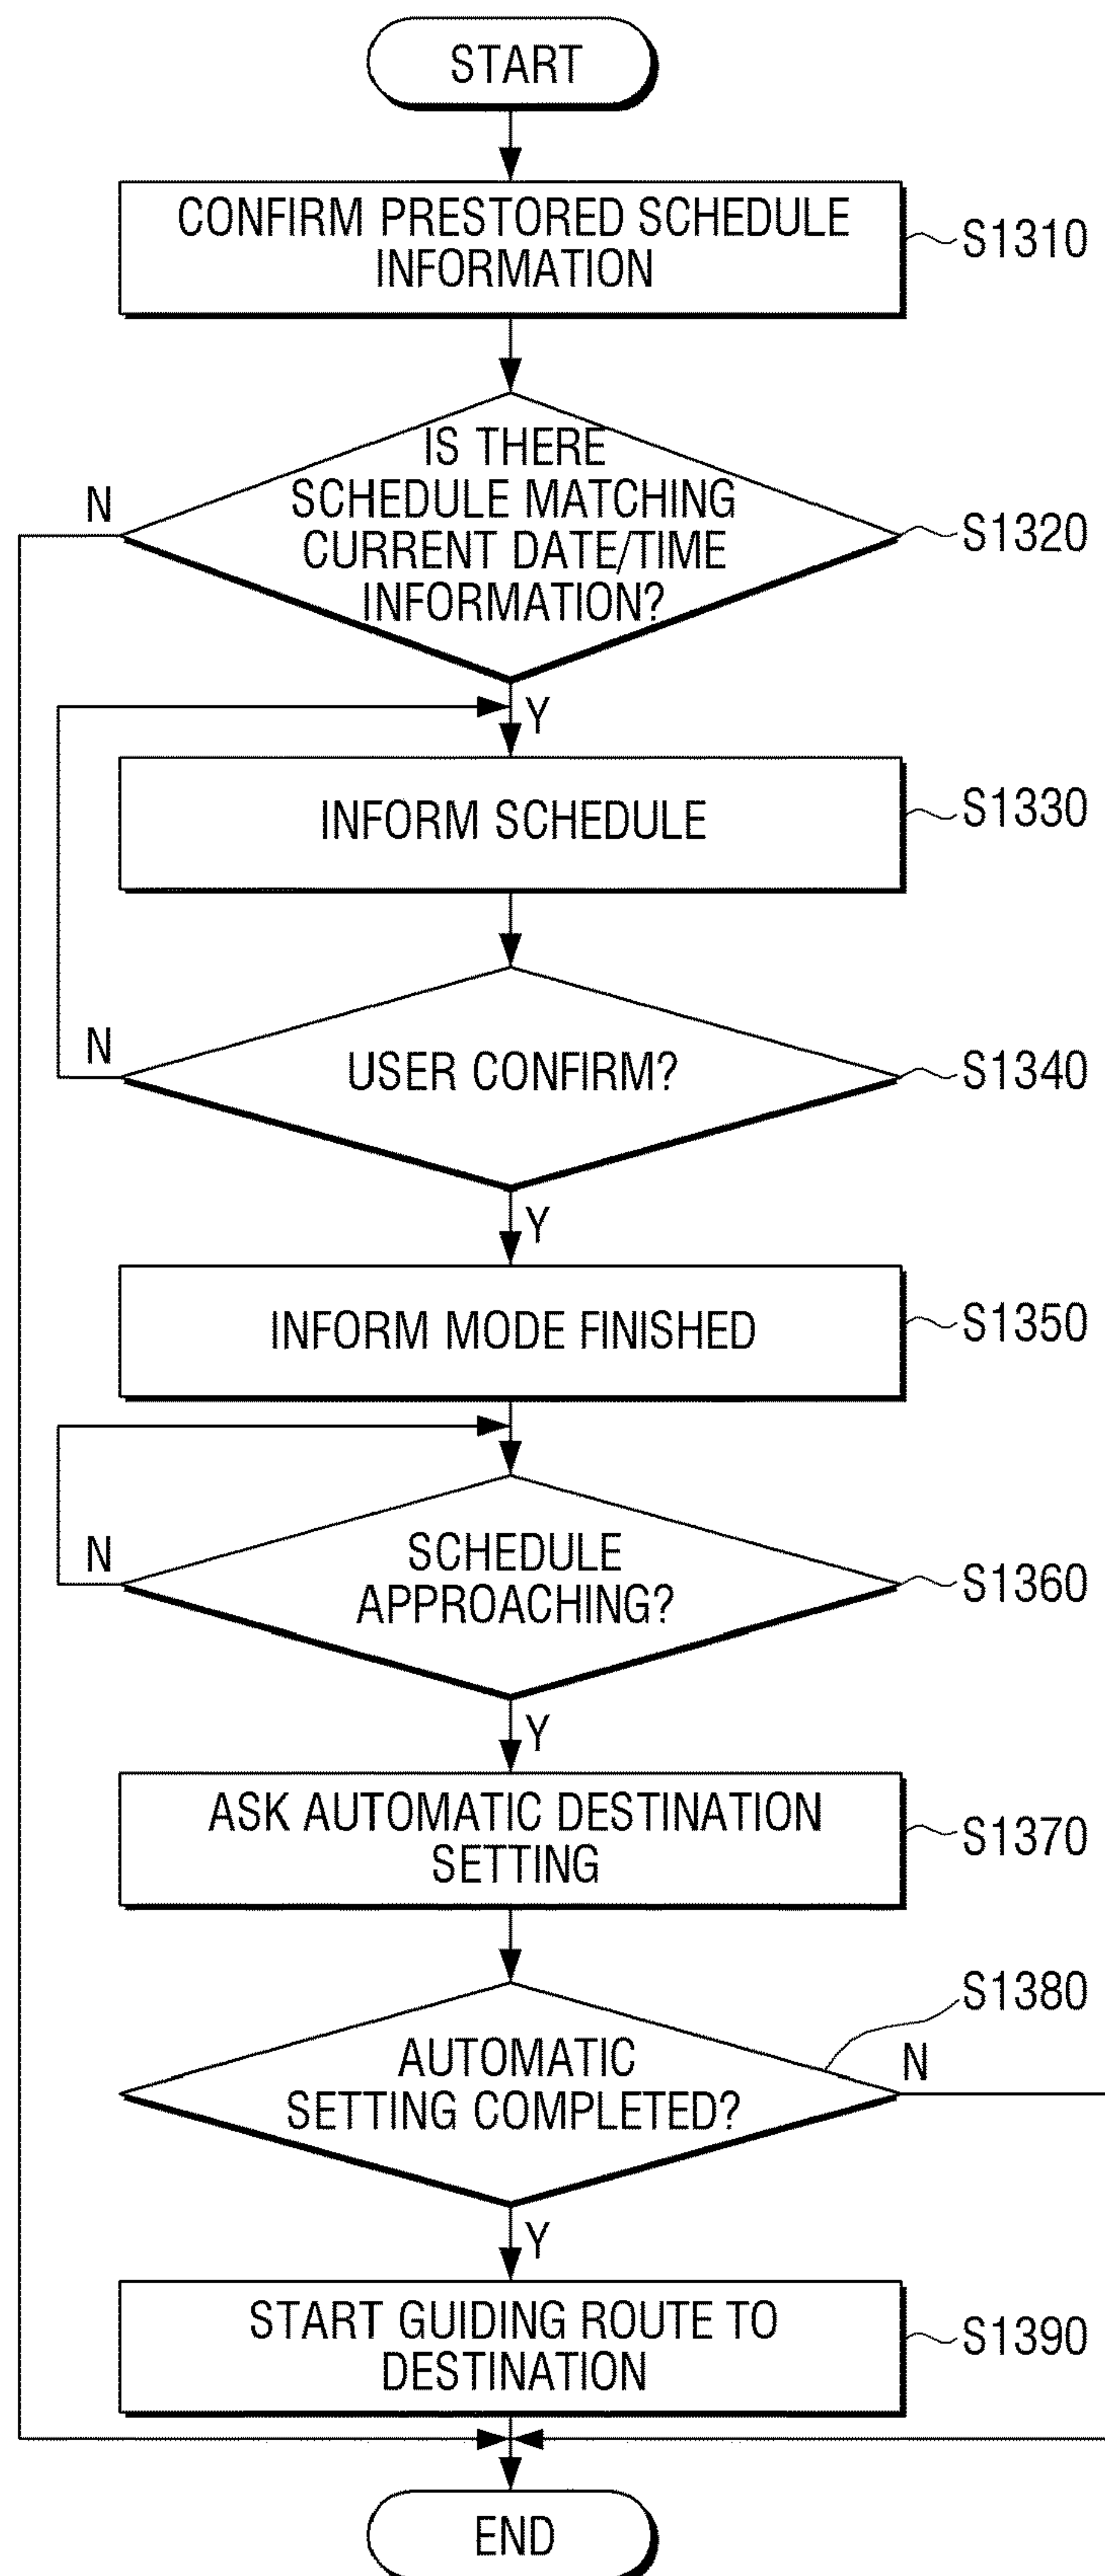 START
CONFIRM PRESTORED SCHEDULE
INFORMATION
S1310
IS THERE
SCHEDULE MATCHING
CURRENT DATE/TIME
INFORMATION?
N
S1320
Y
INFORM SCHEDULE
S1330
N
USER CONFIRM?
S1340
Y
INFORM MODE FINISHED
S1350
N
SCHEDULE
APPROACHING?
S1360
Y
ASK AUTOMATIC DESTINATION
SETTING
S1370
S1380
AUTOMATIC
SETTING COMPLETED?
N
Y
START GUIDING ROUTE TO
DESTINATION
S1390
END